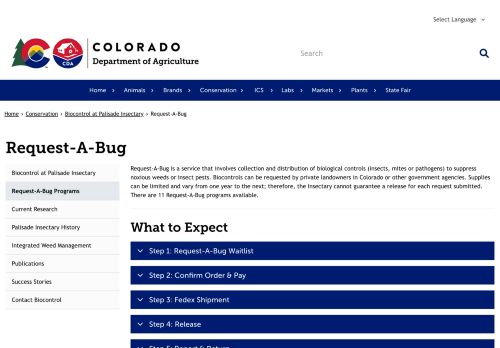 Select Language
COLORADO
Department of Agriculture
CO
CDA
Search
Home
Animals
Brands
Conservation
ICS
Labs
Markets
Plants
State Fair
Home › Conservation › Biocontrol at Palisade Insectary › Request-A-Bug
Request-A-Bug
Biocontrol at Palisade Insectary
Request-A-Bug Programs
Current Research
Palisade Insectary History
Integrated Weed Management
Publications
Success Stories
Contact Biocontrol
Request-A-Bug is a service that involves collection and distribution of biological controls (insects, mites or pathogens) to suppress
noxious weeds or insect pests. Biocontrols can be requested by private landowners in Colorado or other government agencies. Supplies
can be limited and vary from one year to the next; therefore, the Insectary cannot guarantee a release for each request submitted.
There are 11 Request-A-Bug programs available.
What to Expect
Step 1: Request-A-Bug Waitlist
Step 2: Confirm Order & Pay
Step 3: Fedex Shipment
Step 4: Release
Step 5: Report & Return